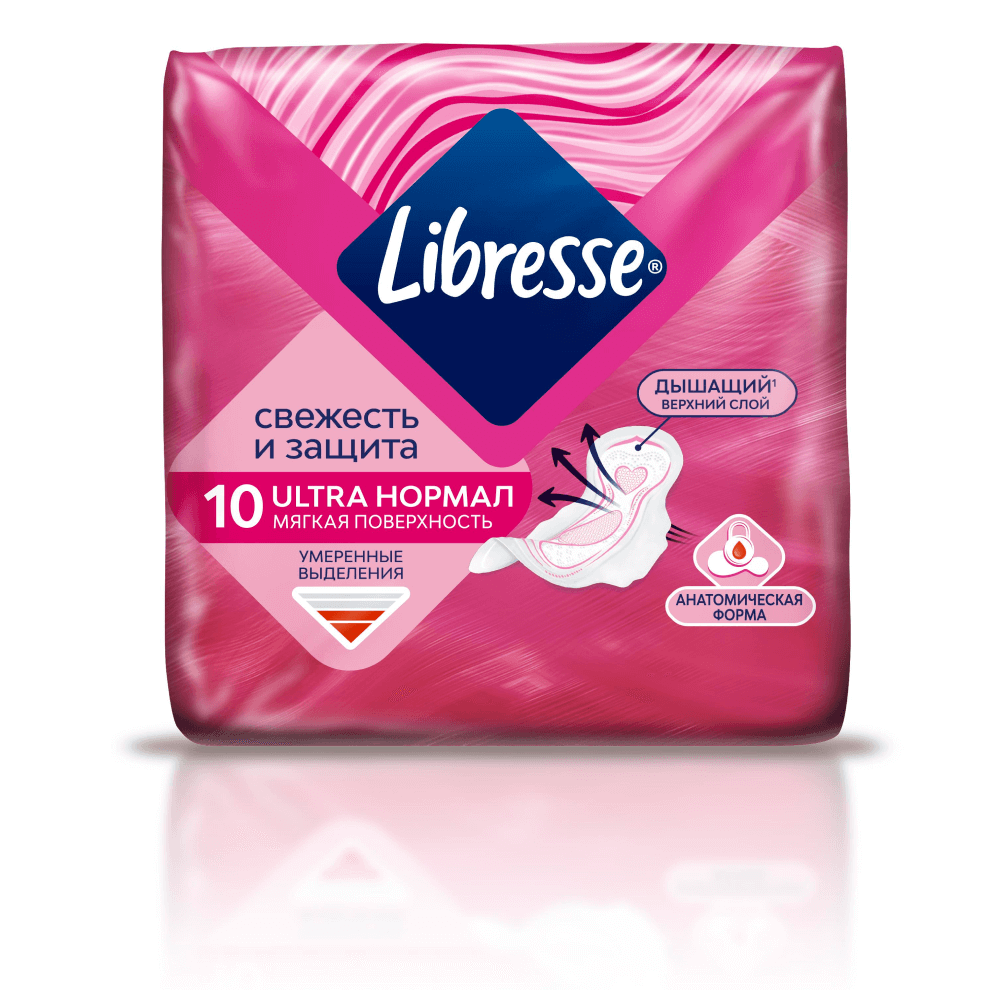 Libresse®
свежесть
и защита
10 ULTRA НОРМАЛ
МЯГКАЯ ПОВЕРХНОСТЬ
УМЕРЕННЫЕ
ВЫДЕЛЕНИЯ
ДЫШАЩИЙ¹
ВЕРХНИЙ СЛОЙ
АНАТОМИЧЕСКАЯ
ФОРМА